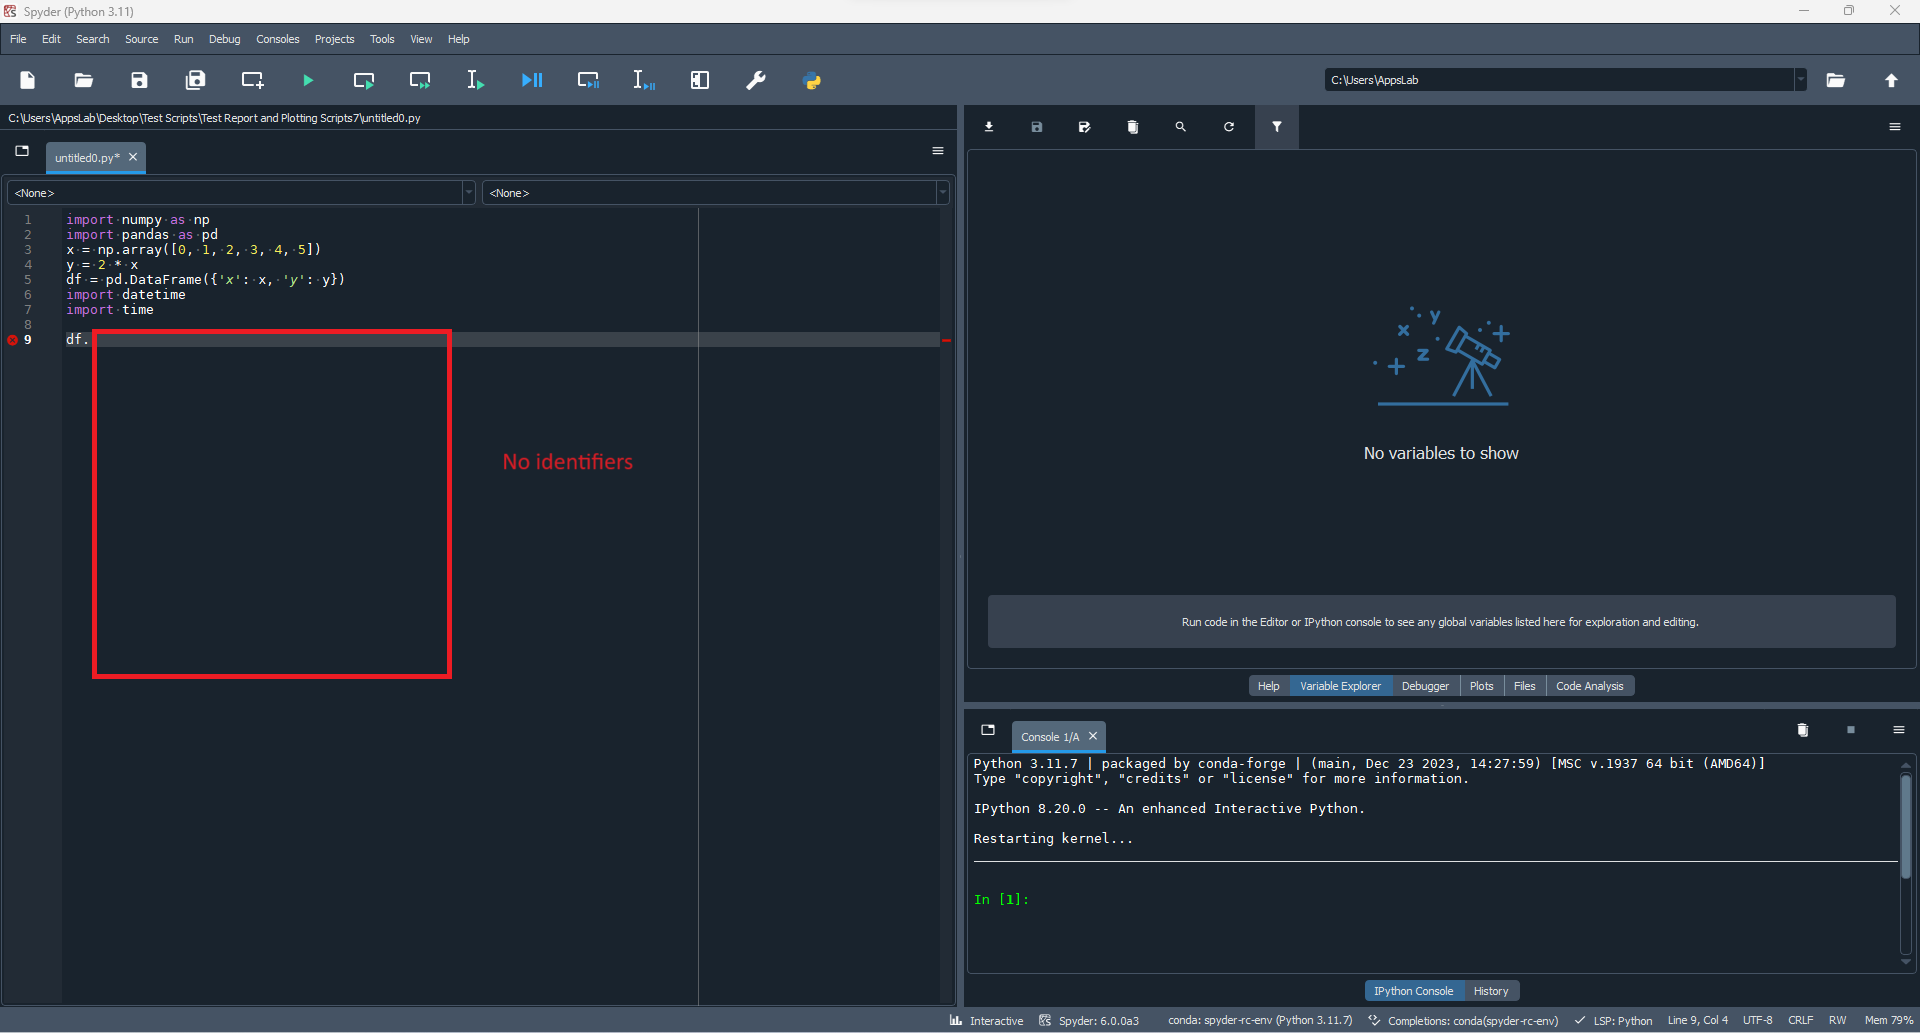 Spyder (Python 3.11)
File Edit Search Source Run Debug Consoles Projects Tools View Help
C:\Users\AppsLab
C:\Users\AppsLab\Desktop\Test Scripts\Test Report and Plotting Scripts7\untitled0.py
untitled0.py*
<None> <None>
1 import numpy as np
2 import pandas as pd
3 x = np.array([0, 1, 2, 3, 4, 5])
4 y = 2 * x
5 df = pd.DataFrame({'x': x, 'y': y})
6 import datetime
7 import time
8
9 df.
No identifiers
x y z
No variables to show
Run code in the Editor or IPython console to see any global variables listed here for exploration and editing.
Help Variable Explorer Debugger Plots Files Code Analysis
Console 1/A
Python 3.11.7 | packaged by conda-forge | (main, Dec 23 2023, 14:27:59) [MSC v.1937 64 bit (AMD64)]
Type "copyright", "credits" or "license" for more information.
IPython 8.20.0 -- An enhanced Interactive Python.
Restarting kernel...
In [1]:
IPython Console History
Interactive Spyder: 6.0.0a3 conda: spyder-rc-env (Python 3.11.7) Completions: conda(spyder-rc-env) LSP: Python Line 9, Col 4 UTF-8 CRLF RW Mem 79%